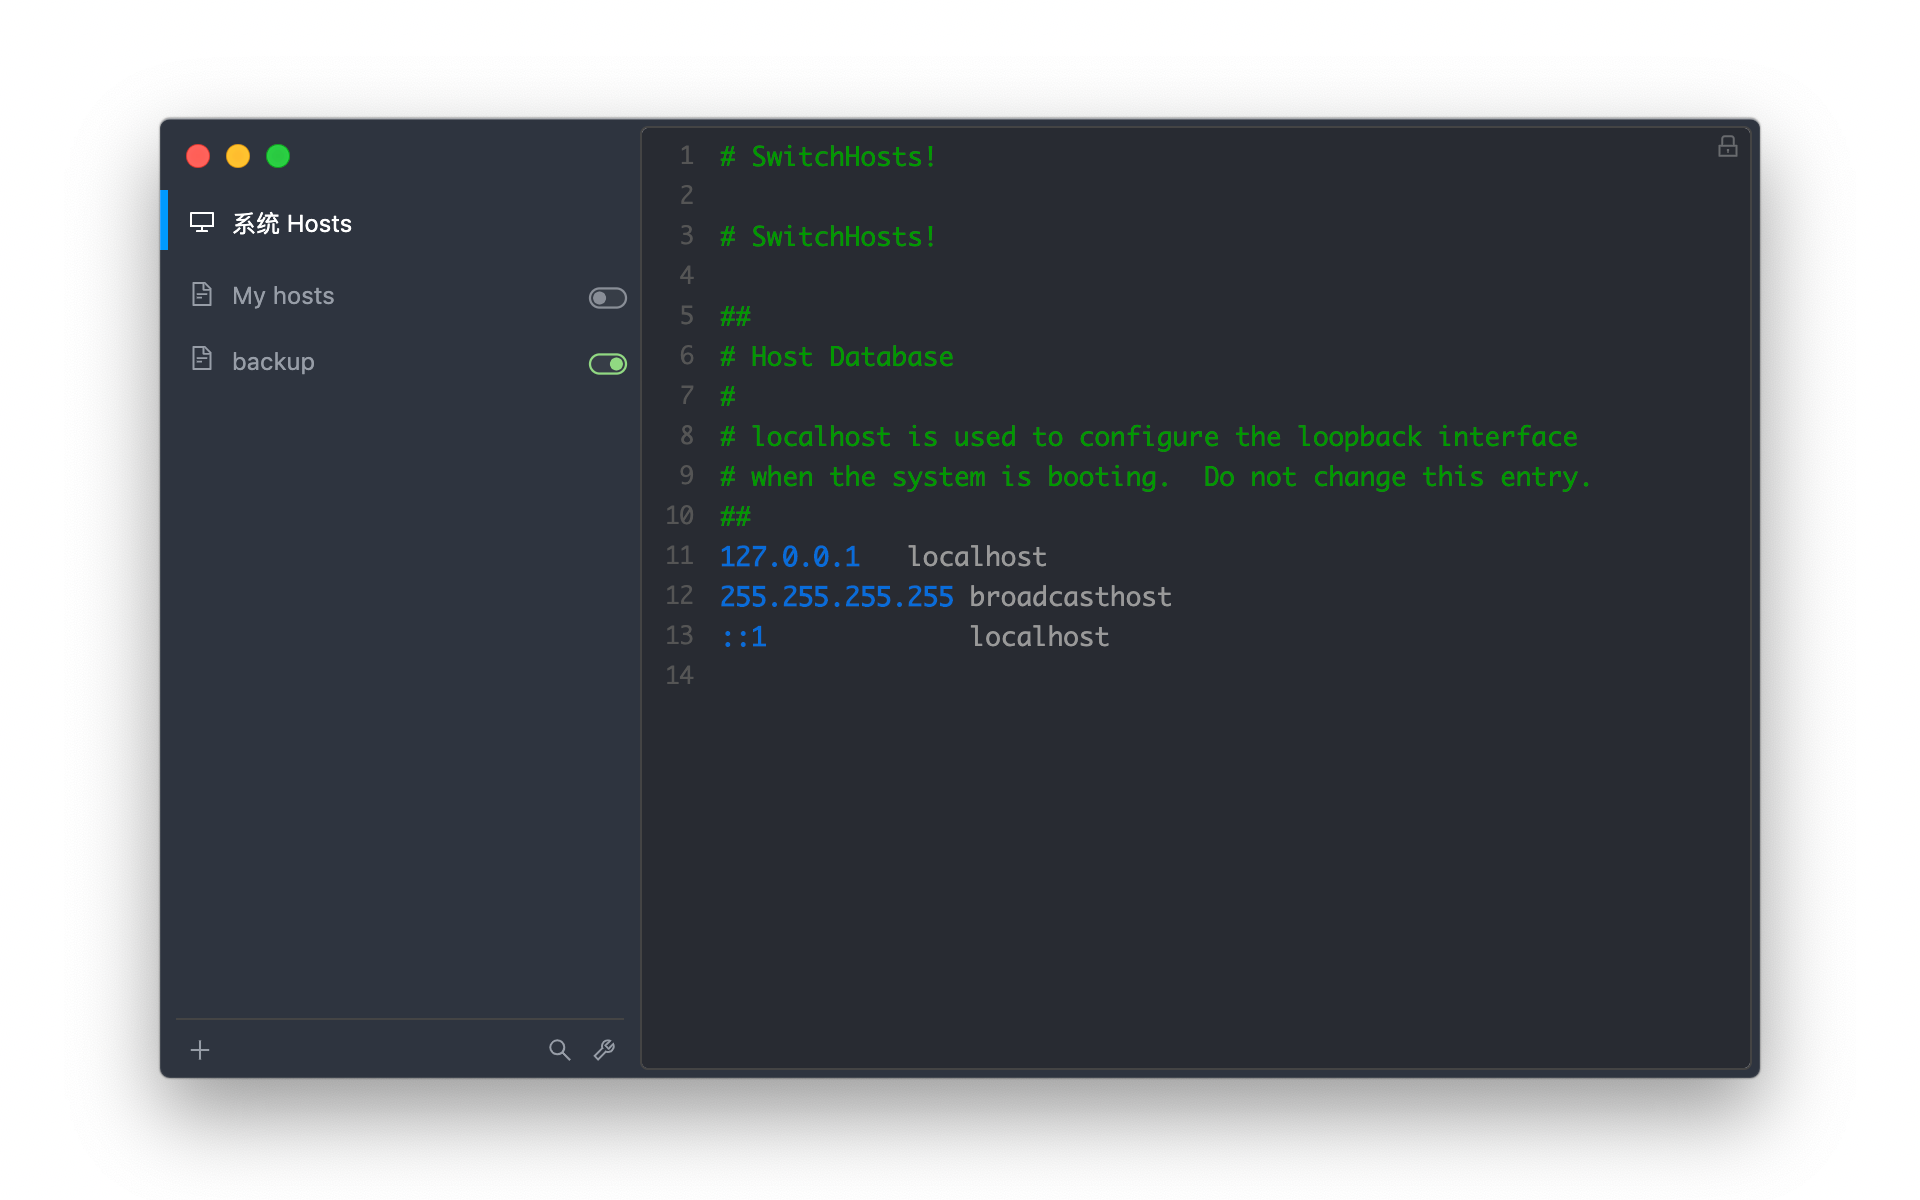 系统 Hosts
My hosts
backup
1 # SwitchHosts!
2
3 # SwitchHosts!
4
5 ##
6 # Host Database
7 #
8 # localhost is used to configure the loopback interface
9 # when the system is booting.  Do not change this entry.
10 ##
11 127.0.0.1   localhost
12 255.255.255.255 broadcasthost
13 ::1             localhost
14